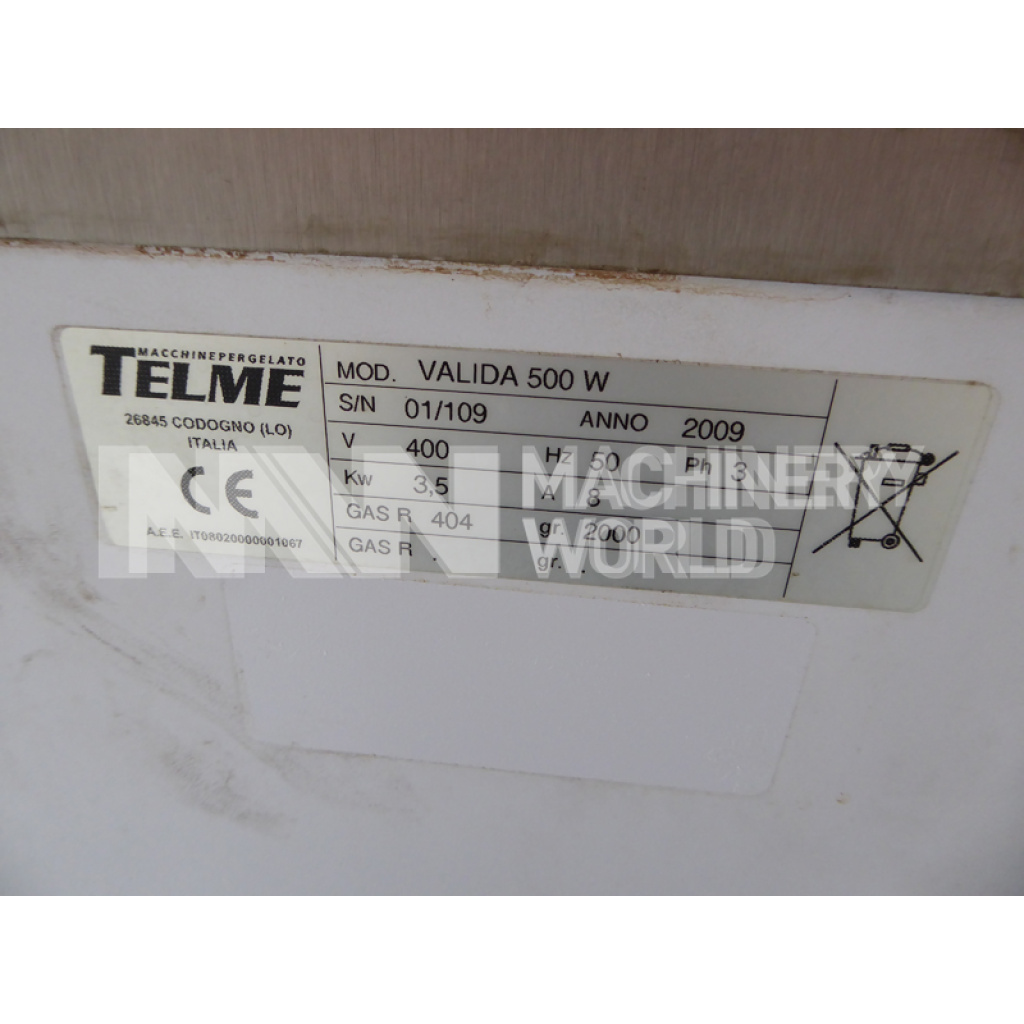 MACCHINEPERGELATO
TELME
26845 CODOGNO (LO)
ITALIA
CE
A.E.E. IT08020000001067
MOD. VALIDA 500 W
S/N 01/109 ANNO 2009
V 400 Hz 50 Ph 3
Kw 3,5 A 8
GAS R 404 gr. 2000
GAS R . gr. .
MACHINERY
WORLD